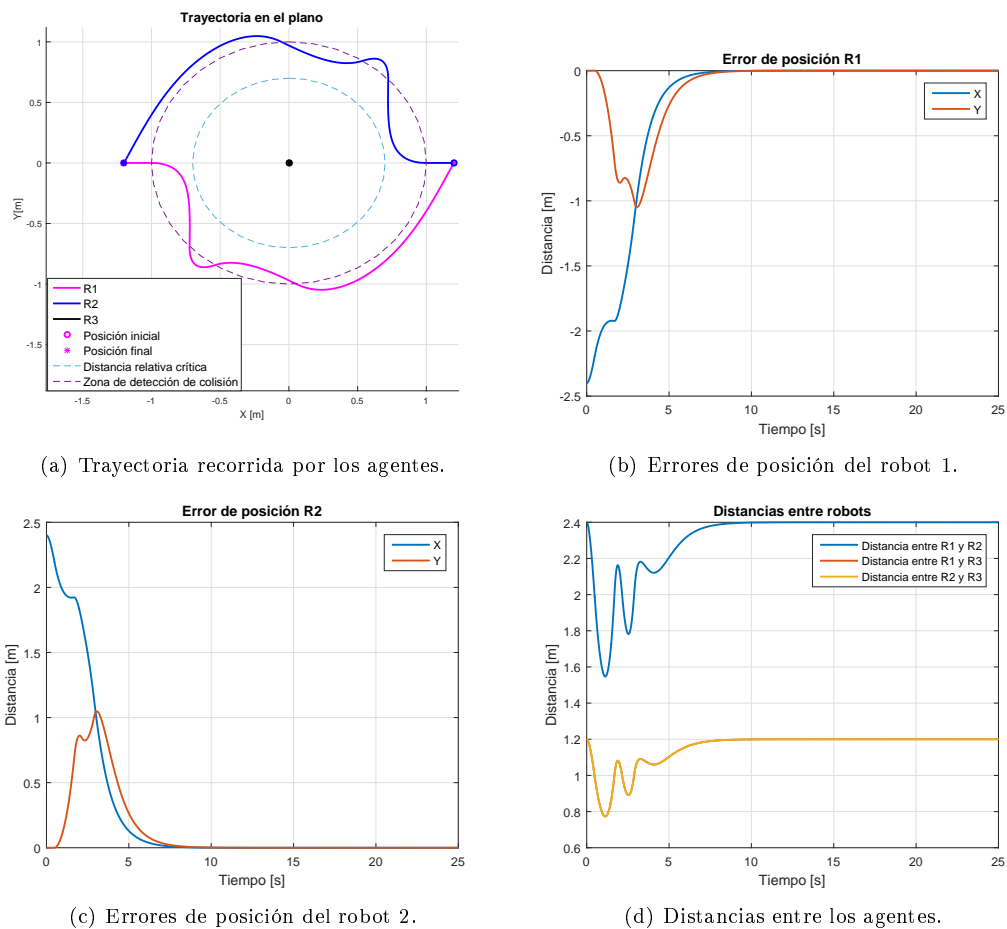 Trayectoria en el plano
1
0.5
0
-0.5
-1
-1.5
Y[m]
-1.5
-1
-0.5
0
0.5
1
X [m]
R1
R2
R3
Posición inicial
Posición final
Distancia relativa crítica
Zona de detección de colisión
(a) Trayectoria recorrida por los agentes.
Error de posición R1
0
-0.5
-1
-1.5
-2
-2.5
Distancia [m]
0
5
10
15
20
25
Tiempo [s]
X
Y
(b) Errores de posición del robot 1.
Error de posición R2
2.5
2
1.5
1
0.5
0
Distancia [m]
0
5
10
15
20
25
Tiempo [s]
X
Y
(c) Errores de posición del robot 2.
Distancias entre robots
2.4
2.2
2
1.8
1.6
1.4
1.2
1
0.8
0.6
Distancia [m]
0
5
10
15
20
25
Tiempo [s]
Distancia entre R1 y R2
Distancia entre R1 y R3
Distancia entre R2 y R3
(d) Distancias entre los agentes.